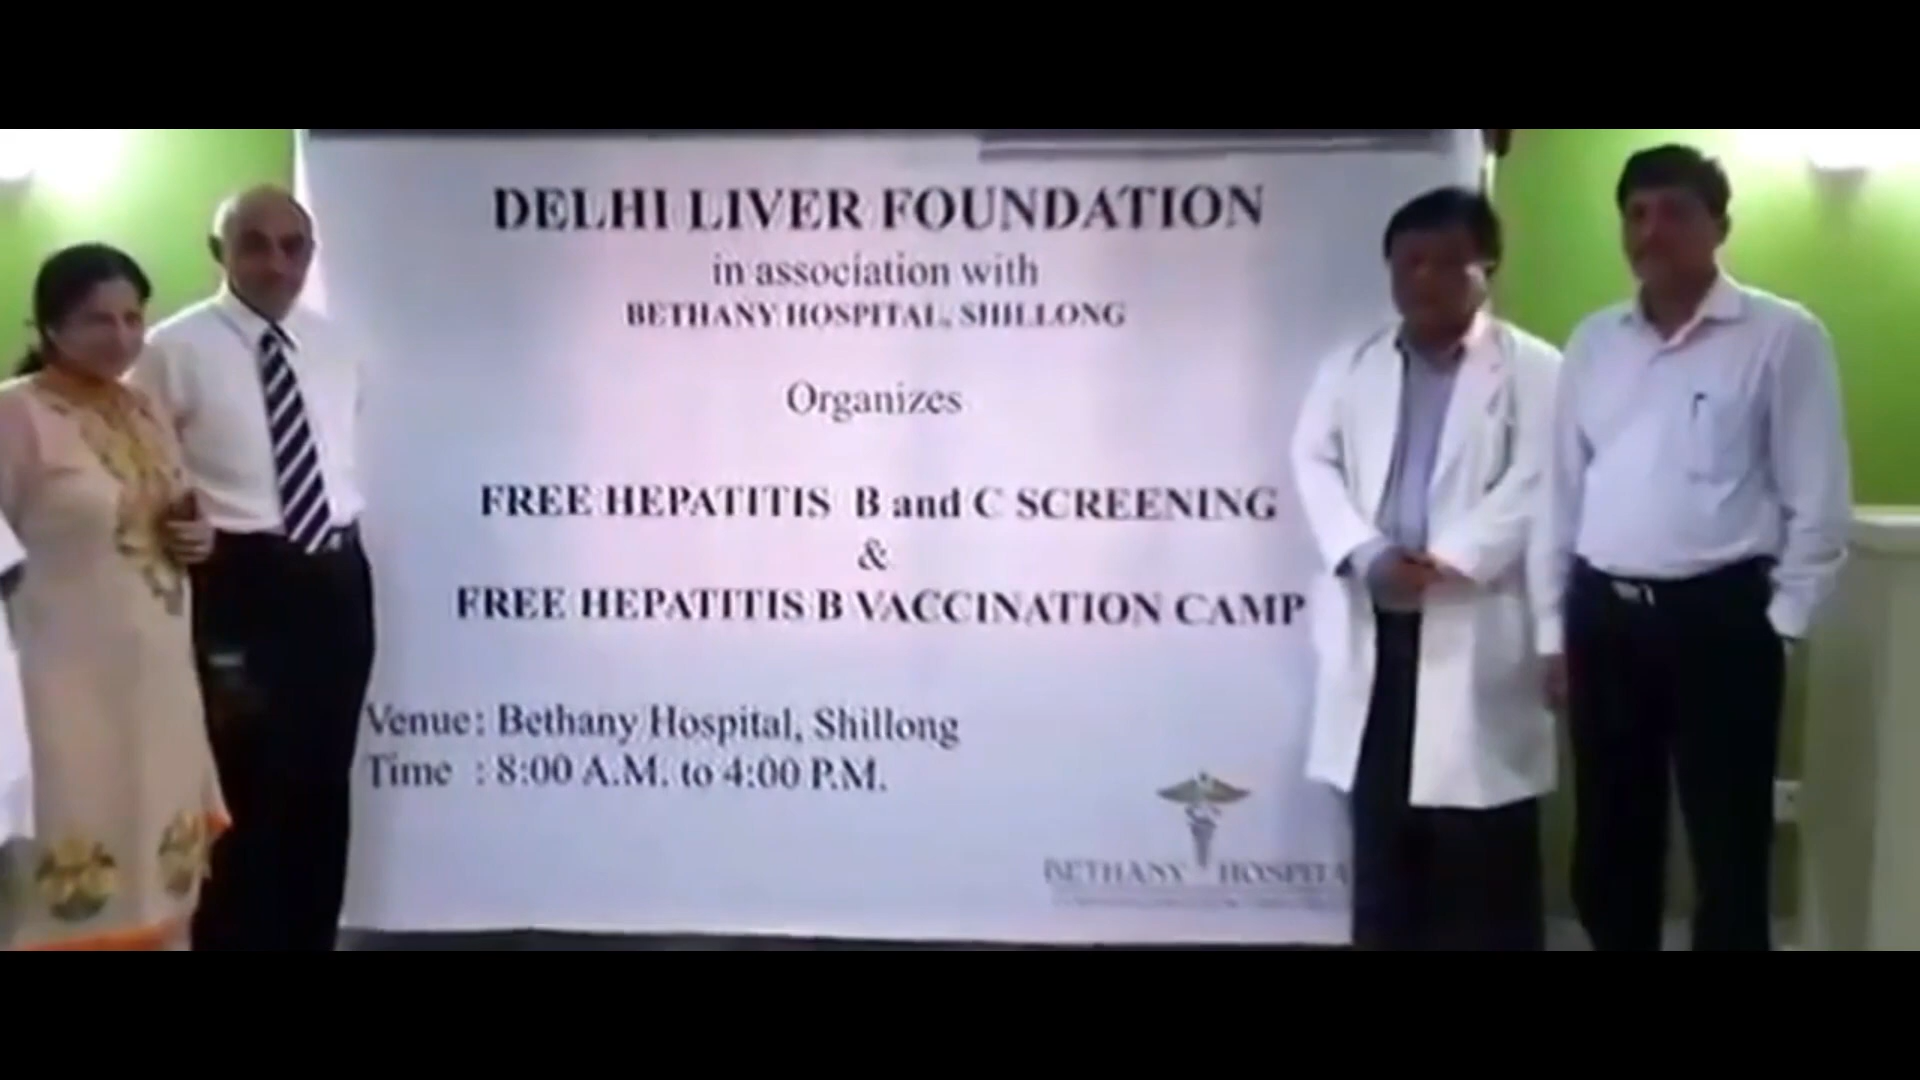 DELHI LIVER FOUNDATION
in association with
BETHANY HOSPITAL, SHILLONG
Organizes
FREE HEPATITIS B and C SCREENING
&
FREE HEPATITIS B VACCINATION CAMP
Venue: Bethany Hospital, Shillong
Time : 8:00 A.M. to 4:00 P.M.
BETHANY HOSPITA